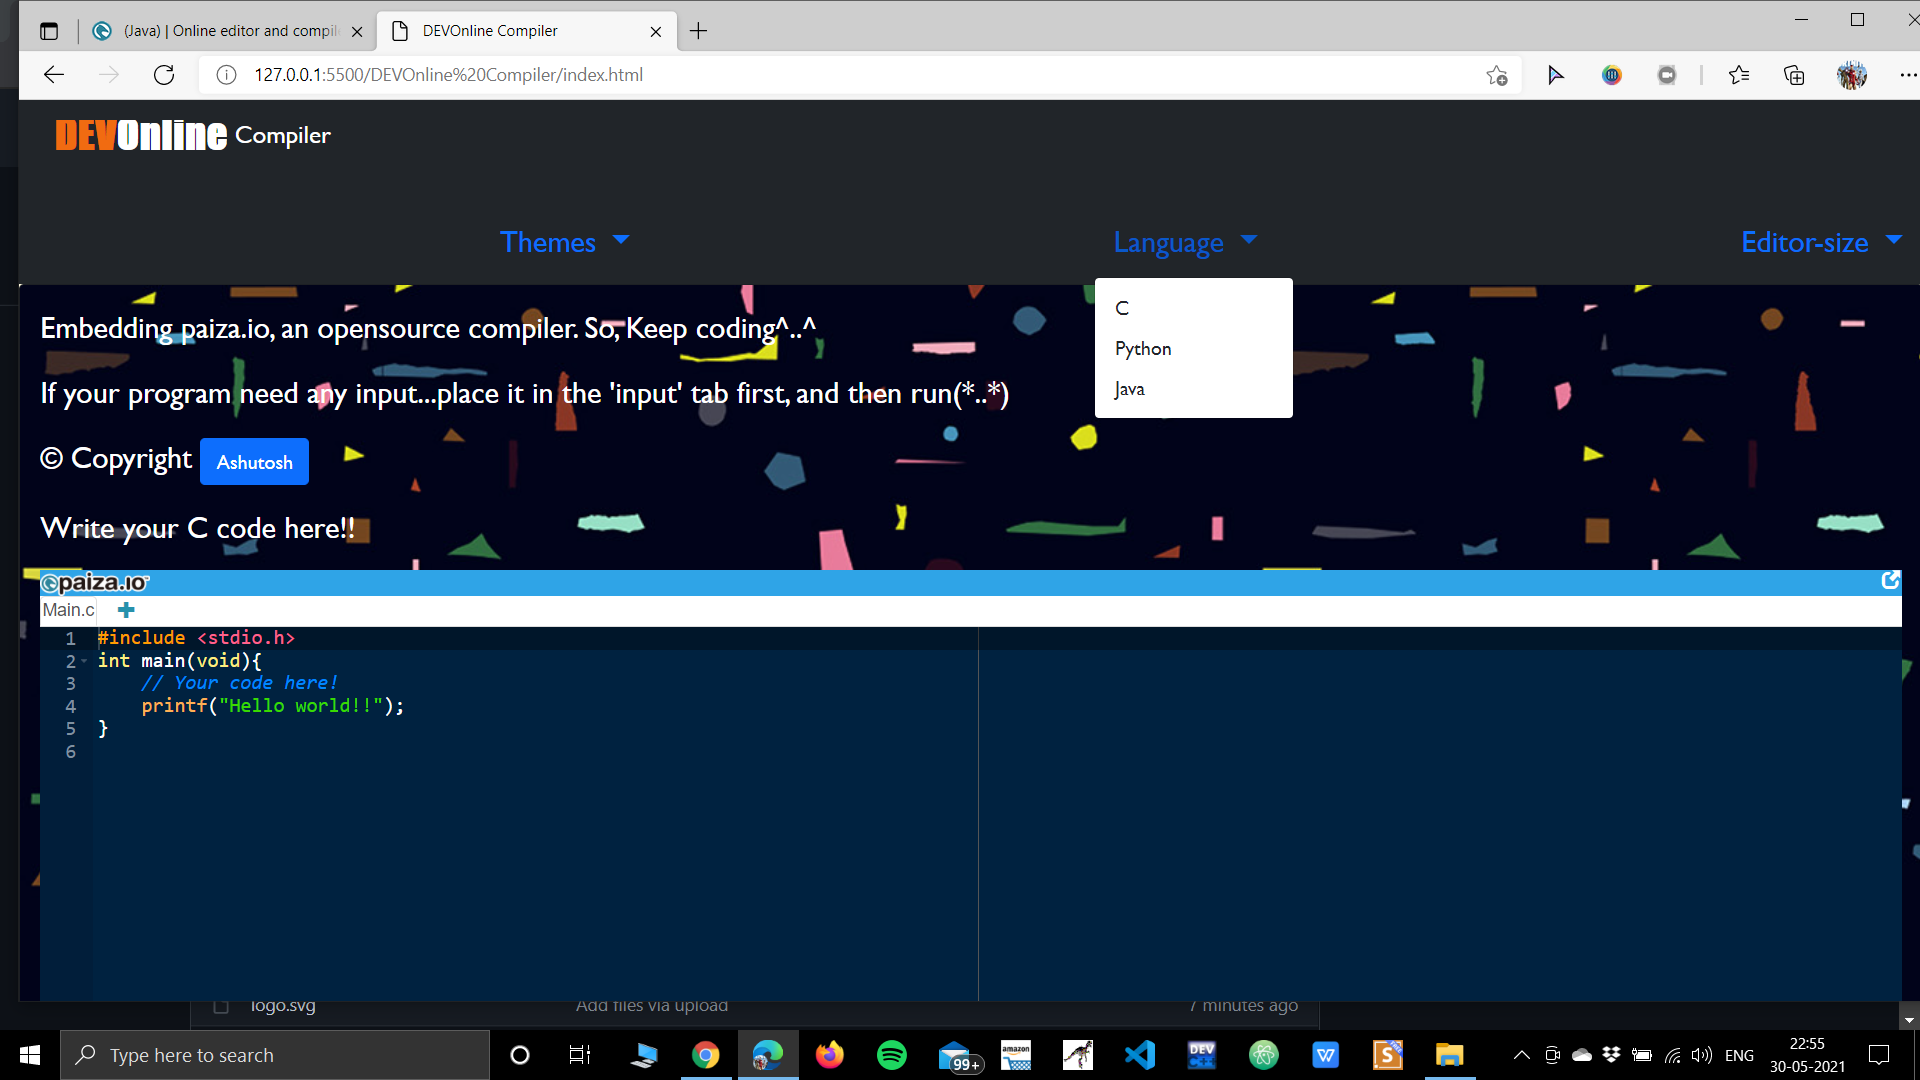 (Java) | Online editor and compil
DEVOnline Compiler
127.0.0.1:5500/DEVOnline%20Compiler/index.html
DEVOnline Compiler
Themes
Language
Editor-size
C
Python
Java
Embedding paiza.io, an opensource compiler. So, Keep coding^..^
If your program need any input...place it in the 'input' tab first, and then run(*..*)
© Copyright Ashutosh
Write your C code here!!
paiza.io
Main.c
1 #include <stdio.h>
2 int main(void){
3 // Your code here!
4 printf("Hello world!!");
5 }
6
logo.svg Add files via upload 7 minutes ago
Type here to search
99+
amazon
DEV
W
S
ENG
22:55
30-05-2021